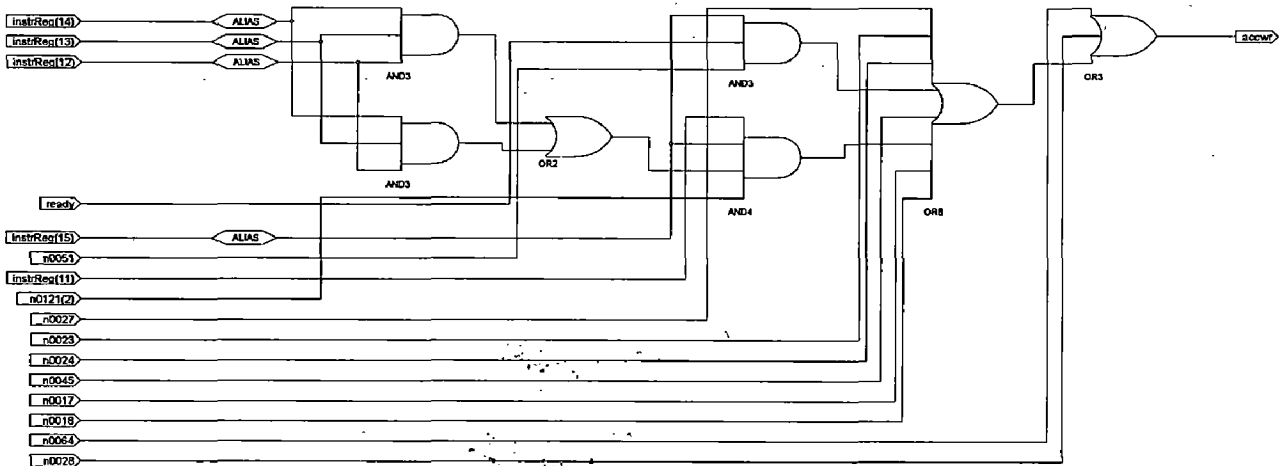 instrReg(14) ALIAS
instrReg(13) ALIAS
instrReg(12) ALIAS
accwr
OR3
AND3
AND3
OR2
AND3
ready
AND4
OR8
instrReg(15) ALIAS
_n0051
instrReg(11)
_n0121(2)
_n0027
_n0023
_n0024
_n0045
_n0017
_n0018
_n0064
_n0028